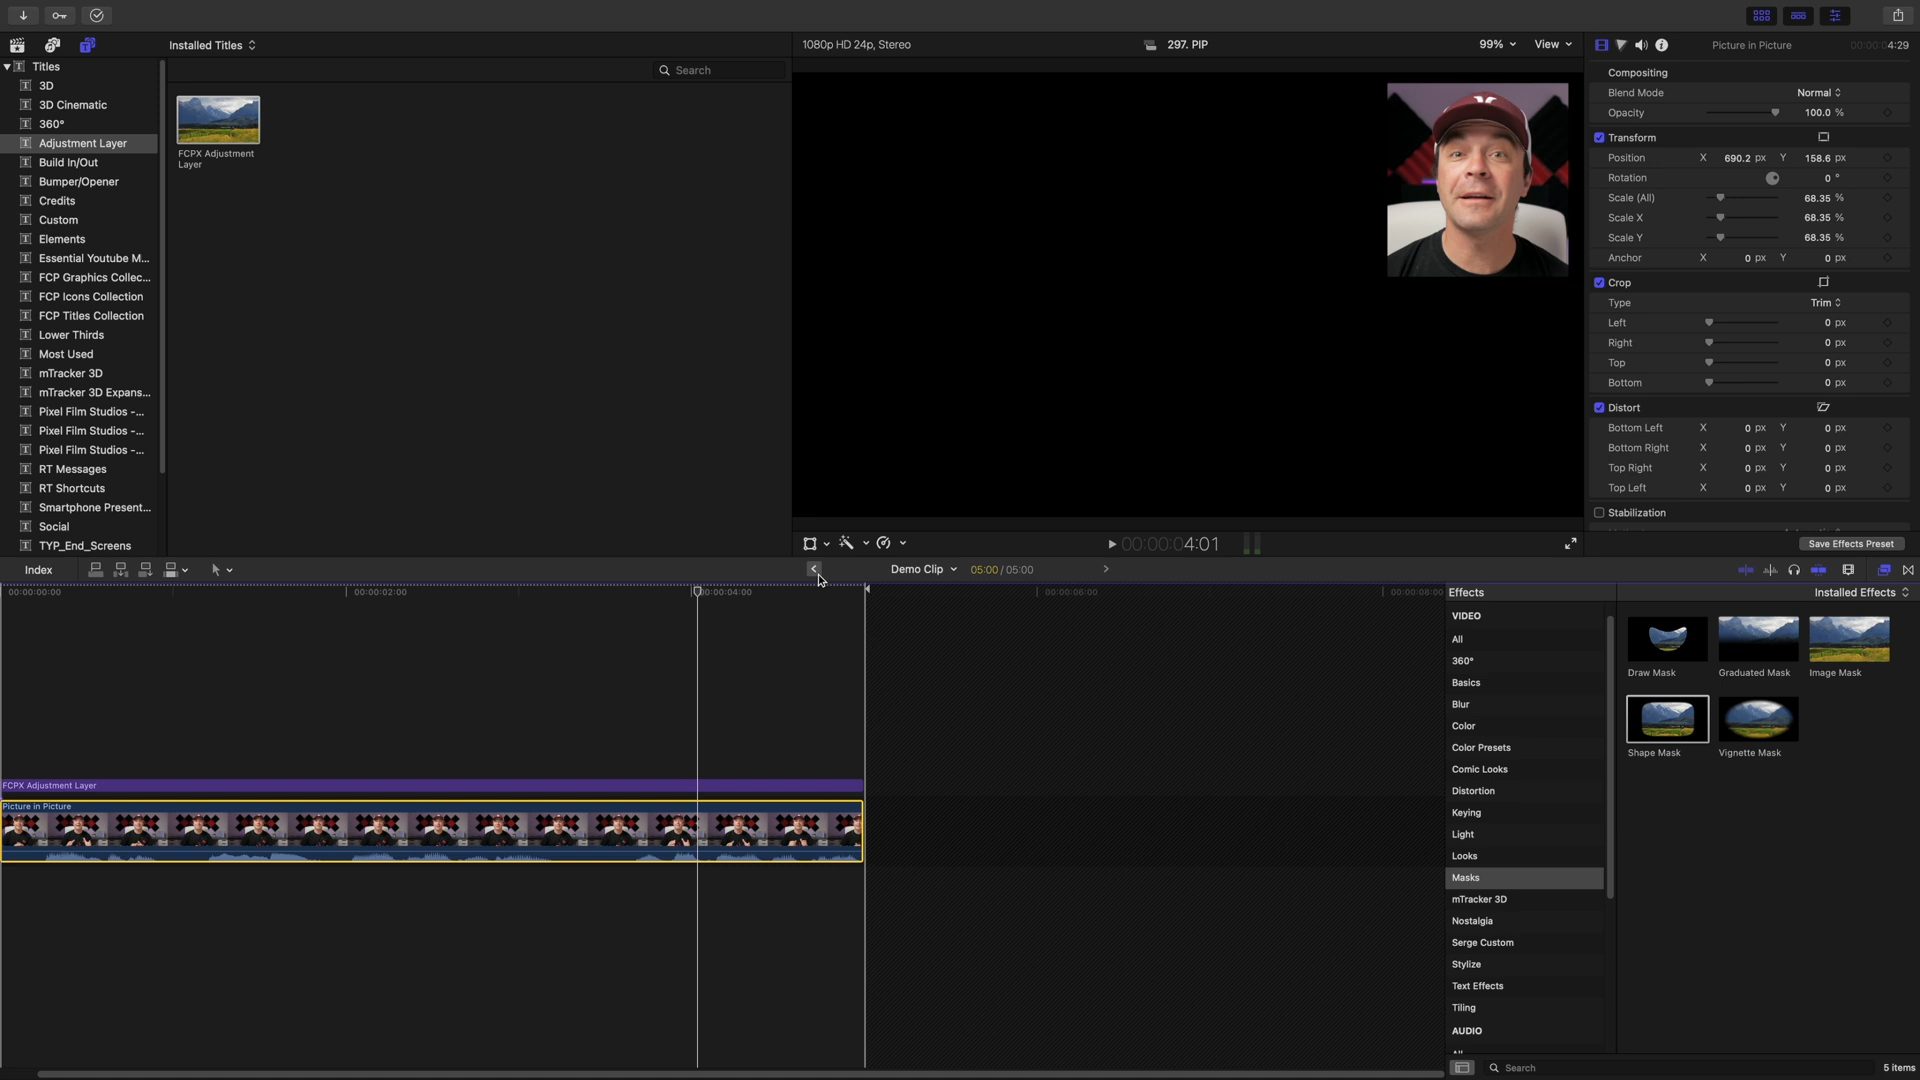 Installed Titles
1080p HD 24p, Stereo
297. PIP
99%
View
Picture in Picture
00:00:04:29
Titles
3D
3D Cinematic
360°
Adjustment Layer
Build In/Out
Bumper/Opener
Credits
Custom
Elements
Essential Youtube M...
FCP Graphics Collec...
FCP Icons Collection
FCP Titles Collection
Lower Thirds
Most Used
mTracker 3D
mTracker 3D Expans...
Pixel Film Studios -...
Pixel Film Studios -...
Pixel Film Studios -...
RT Messages
RT Shortcuts
Smartphone Present...
Social
TYP_End_Screens
Search
FCPX Adjustment
Layer
Compositing
Blend Mode Normal
Opacity 100.0 %
Transform
Position X 690.2 px Y 158.6 px
Rotation 0 °
Scale (All) 68.35 %
Scale X 68.35 %
Scale Y 68.35 %
Anchor X 0 px Y 0 px
Crop
Type Trim
Left 0 px
Right 0 px
Top 0 px
Bottom 0 px
Distort
Bottom Left X 0 px Y 0 px
Bottom Right X 0 px Y 0 px
Top Right X 0 px Y 0 px
Top Left X 0 px Y 0 px
Stabilization
Save Effects Preset
00:00:04:01
Index
Demo Clip
05:00 / 05:00
00:00:00:00
00:00:02:00
00:00:04:00
00:00:06:00
00:00:08:00
FCPX Adjustment Layer
Picture in Picture
Effects
Installed Effects
VIDEO
All
360°
Basics
Blur
Color
Color Presets
Comic Looks
Distortion
Keying
Light
Looks
Masks
mTracker 3D
Nostalgia
Serge Custom
Stylize
Text Effects
Tiling
AUDIO
Draw Mask
Graduated Mask
Image Mask
Shape Mask
Vignette Mask
Search
5 items